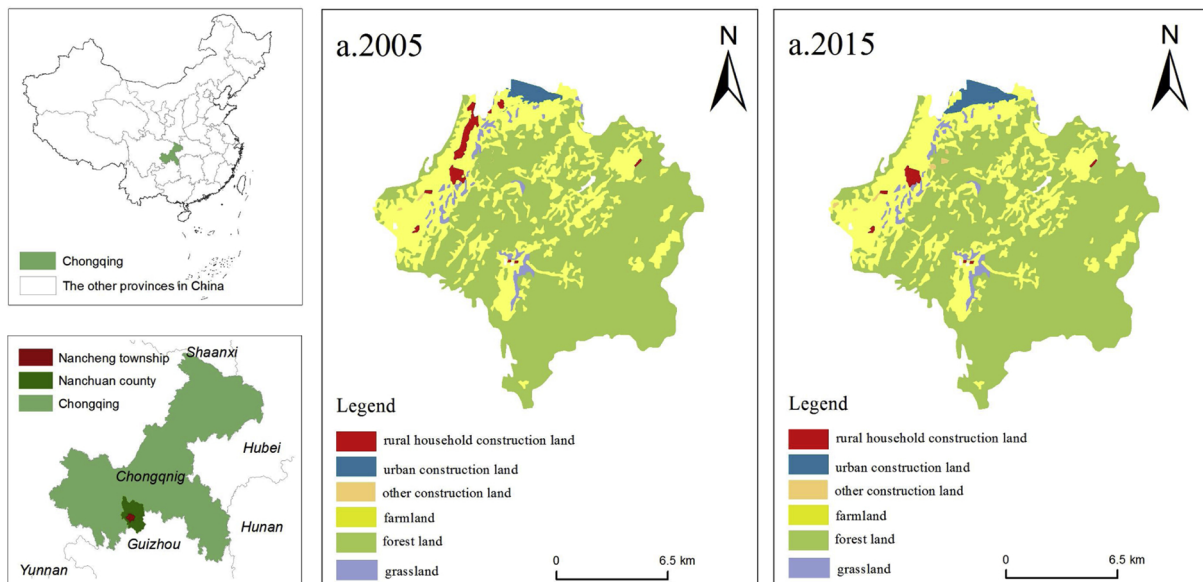 Chongqing
The other provinces in China
Nancheng township
Nanchuan county
Chongqing
Shaanxi
Hubei
Chongqnig
Hunan
Guizhou
Yunnan
a.2005
N
Legend
rural household construction land
urban construction land
other construction land
farmland
forest land
grassland
0 6.5 km
a.2015
N
Legend
rural household construction land
urban construction land
other construction land
farmland
forest land
grassland
0 6.5 km